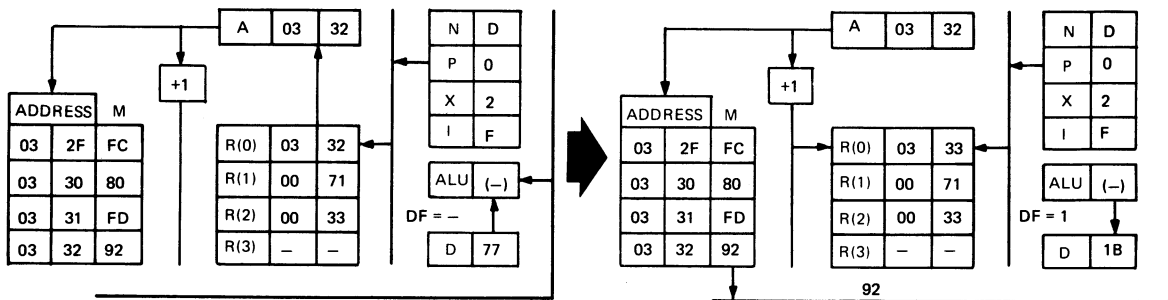 A 03 32
N D
P 0
X 2
I F
+1
ADDRESS M
03 2F FC
03 30 80
03 31 FD
03 32 92
R(0) 03 32
R(1) 00 71
R(2) 00 33
R(3) – –
ALU (–)
DF = –
D 77
A 03 32
N D
P 0
X 2
I F
+1
ADDRESS M
03 2F FC
03 30 80
03 31 FD
03 32 92
R(0) 03 33
R(1) 00 71
R(2) 00 33
R(3) – –
ALU (–)
DF = 1
D 1B
92